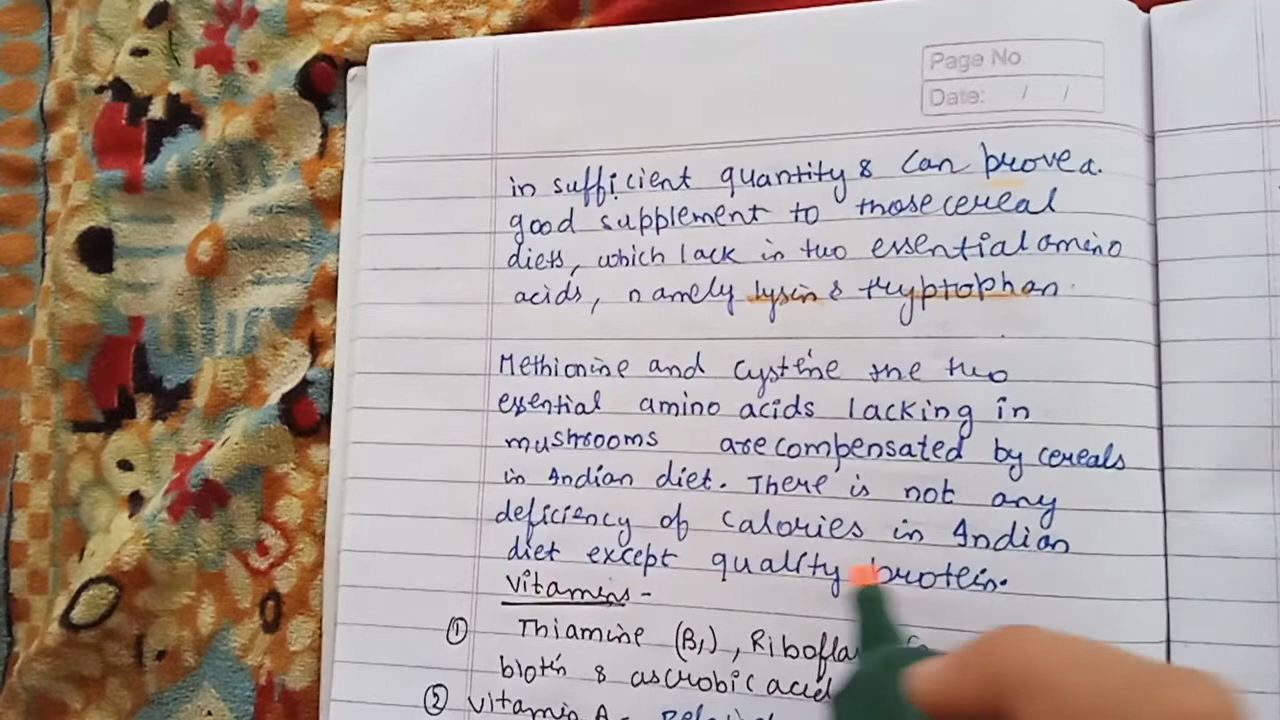 Page No
Date: / /
in sufficient quantity & can prove a.
good supplement to those cereal
diets, which lack in two essential amino
acids, namely lysin & tryptophan.
Methionine and cysteine the two
essential amino acids lacking in
mushrooms are compensated by cereals
in Indian diet. There is not any
deficiency of calories in Indian
diet except quality protein.
Vitamins -
① Thiamine (B1), Ribofla
biotin & ascrobic acid
② Vitamin A -